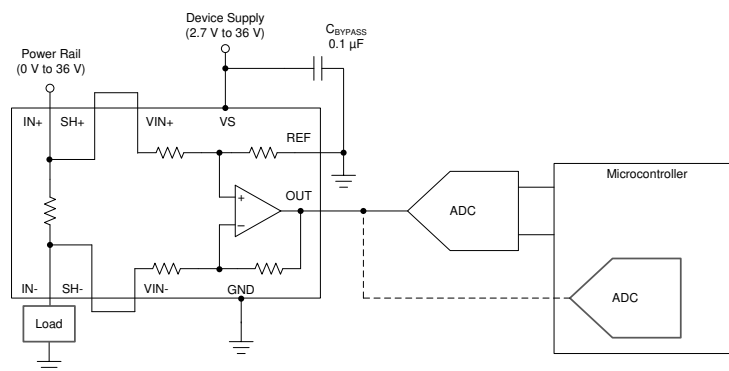 Device Supply
(2.7 V to 36 V)
CBYPASS
0.1 µF
Power Rail
(0 V to 36 V)
IN+
SH+
VIN+
VS
REF
Microcontroller
OUT
+
ADC
−
ADC
IN-
SH-
VIN-
GND
Load